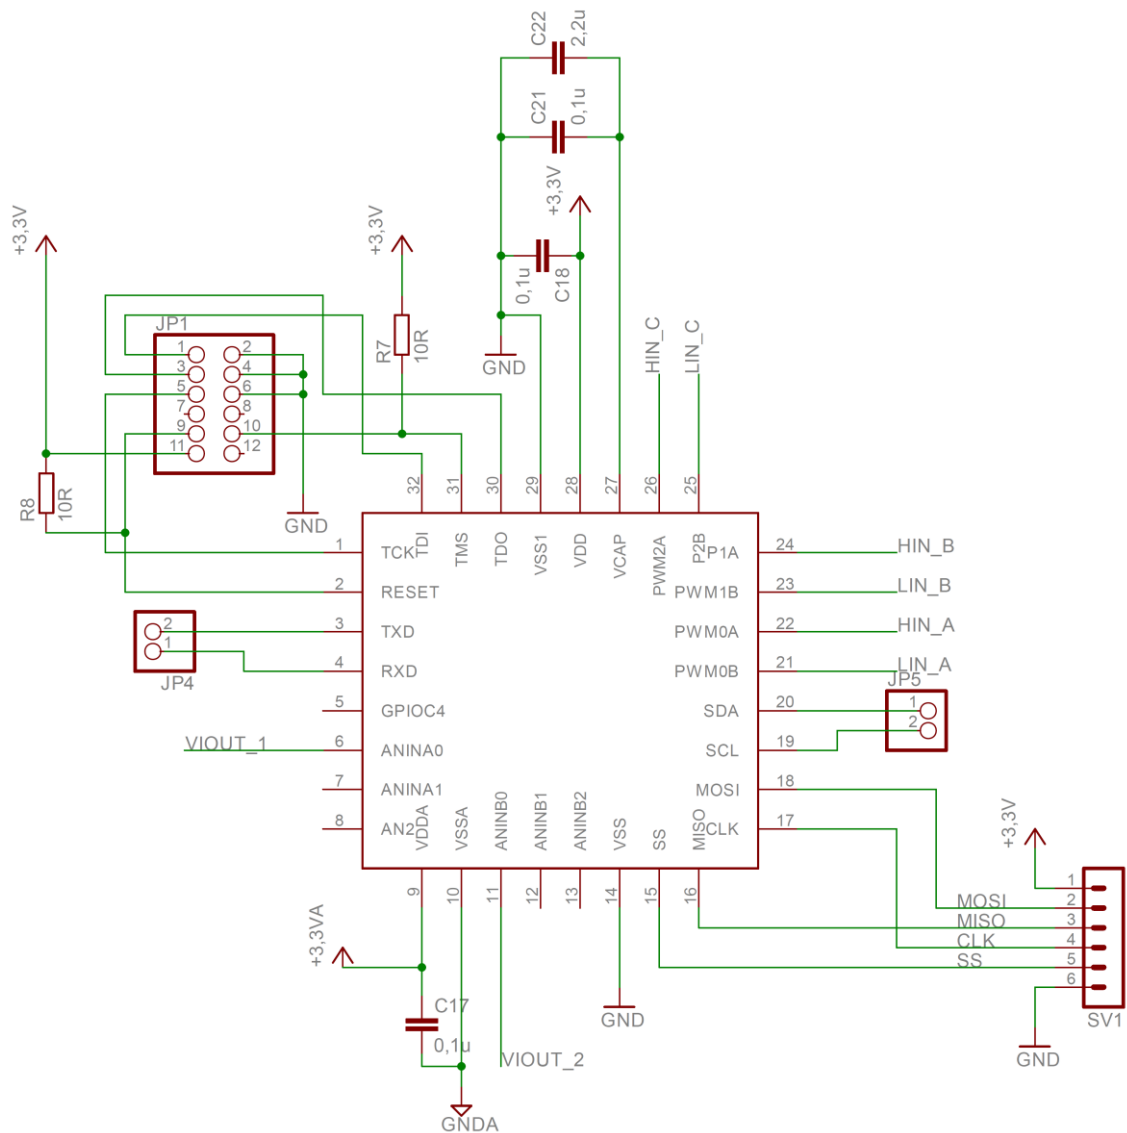 C22
2,2u
C21
0,1u
+3,3V
0,1u
C18
GND
+3,3V
+3,3V
JP1
1
2
3
4
5
6
7
8
9
10
11
12
R7
10R
R8
10R
GND
HIN_C
LIN_C
32
31
30
29
28
27
26
25
TDI
TMS
TDO
VSS1
VDD
VCAP
PWM2A
P2B
1
TCK
P1A
24
HIN_B
2
RESET
PWM1B
23
LIN_B
2
3
TXD
PWM0A
22
HIN_A
1
4
RXD
PWM0B
21
LIN_A
JP4
JP5
5
GPIOC4
SDA
20
1
VIOUT_1
6
ANINA0
SCL
19
2
7
ANINA1
MOSI
18
8
AN2
CLK
17
VDDA
VSSA
ANINB0
ANINB1
ANINB2
VSS
SS
MISO
9
10
11
12
13
14
15
16
+3,3V
1
MOSI
2
MISO
3
CLK
4
SS
5
6
SV1
GND
+3,3VA
C17
0,1u
GND
VIOUT_2
GNDA